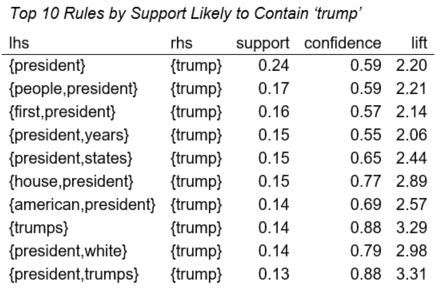 Top 10 Rules by Support Likely to Contain ‘trump’
lhs rhs support confidence lift
{president} {trump} 0.24 0.59 2.20
{people,president} {trump} 0.17 0.59 2.21
{first,president} {trump} 0.16 0.57 2.14
{president,years} {trump} 0.15 0.55 2.06
{president,states} {trump} 0.15 0.65 2.44
{house,president} {trump} 0.15 0.77 2.89
{american,president} {trump} 0.14 0.69 2.57
{trumps} {trump} 0.14 0.88 3.29
{president,white} {trump} 0.14 0.79 2.98
{president,trumps} {trump} 0.13 0.88 3.31